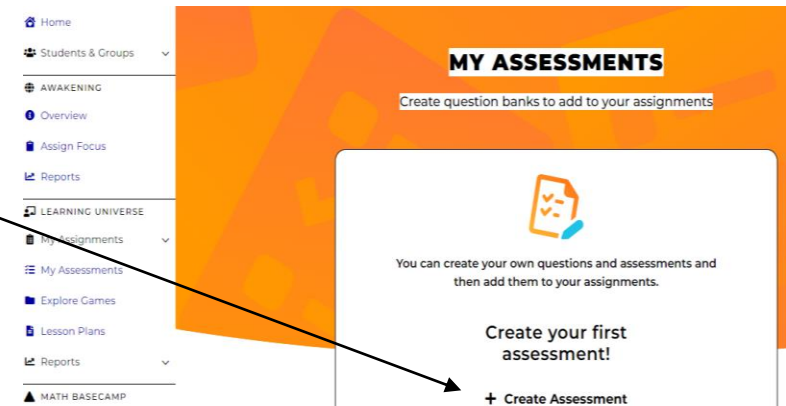 Home
Students & Groups
AWAKENING
Overview
Assign Focus
Reports
LEARNING UNIVERSE
My Assignments
My Assessments
Explore Games
Lesson Plans
Reports
MATH BASECAMP
MY ASSESSMENTS
Create question banks to add to your assignments
You can create your own questions and assessments and
then add them to your assignments.
Create your first
assessment!
+ Create Assessment